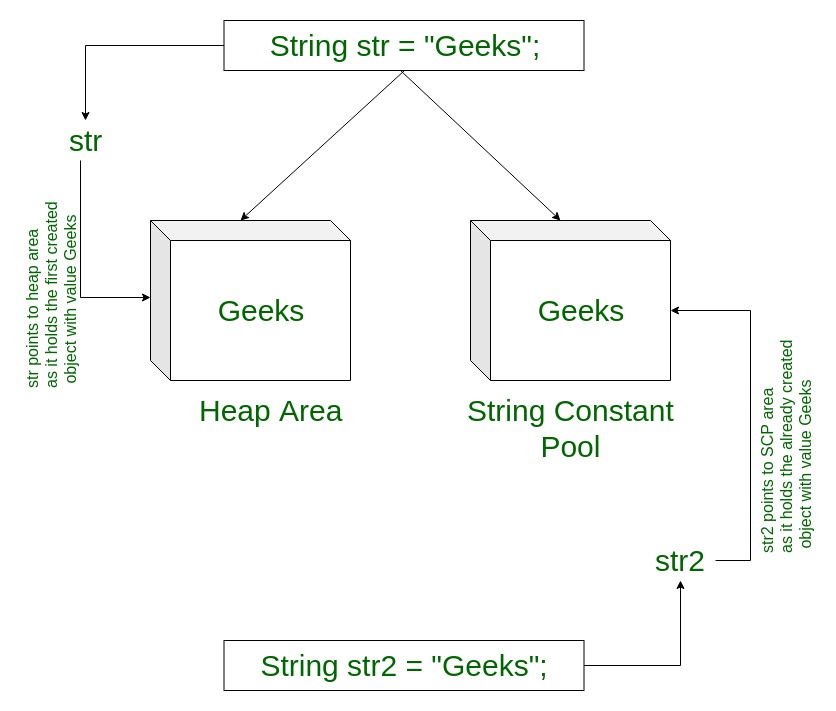 String str = "Geeks";
str
str points to heap area
as it holds the first created
object with value Geeks
Geeks
Heap Area
Geeks
String Constant
Pool
str2 points to SCP area
as it holds the already created
object with value Geeks
str2
String str2 = "Geeks";